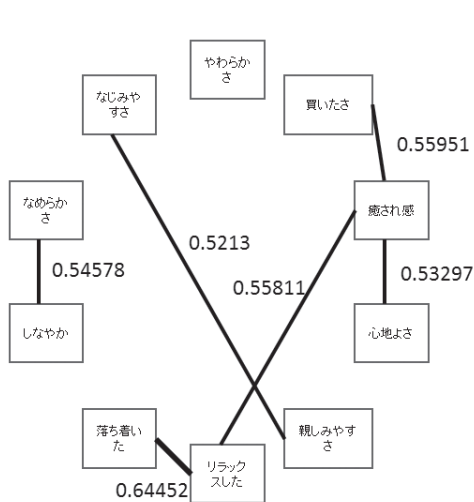 やわらか
さ
なじみや
すさ
買いたさ
0.55951
なめらか
さ
癒され感
0.5213
0.54578
0.55811
0.53297
しなやか
心地よさ
落ち着い
た
親しみやす
さ
リラック
スした
0.64452